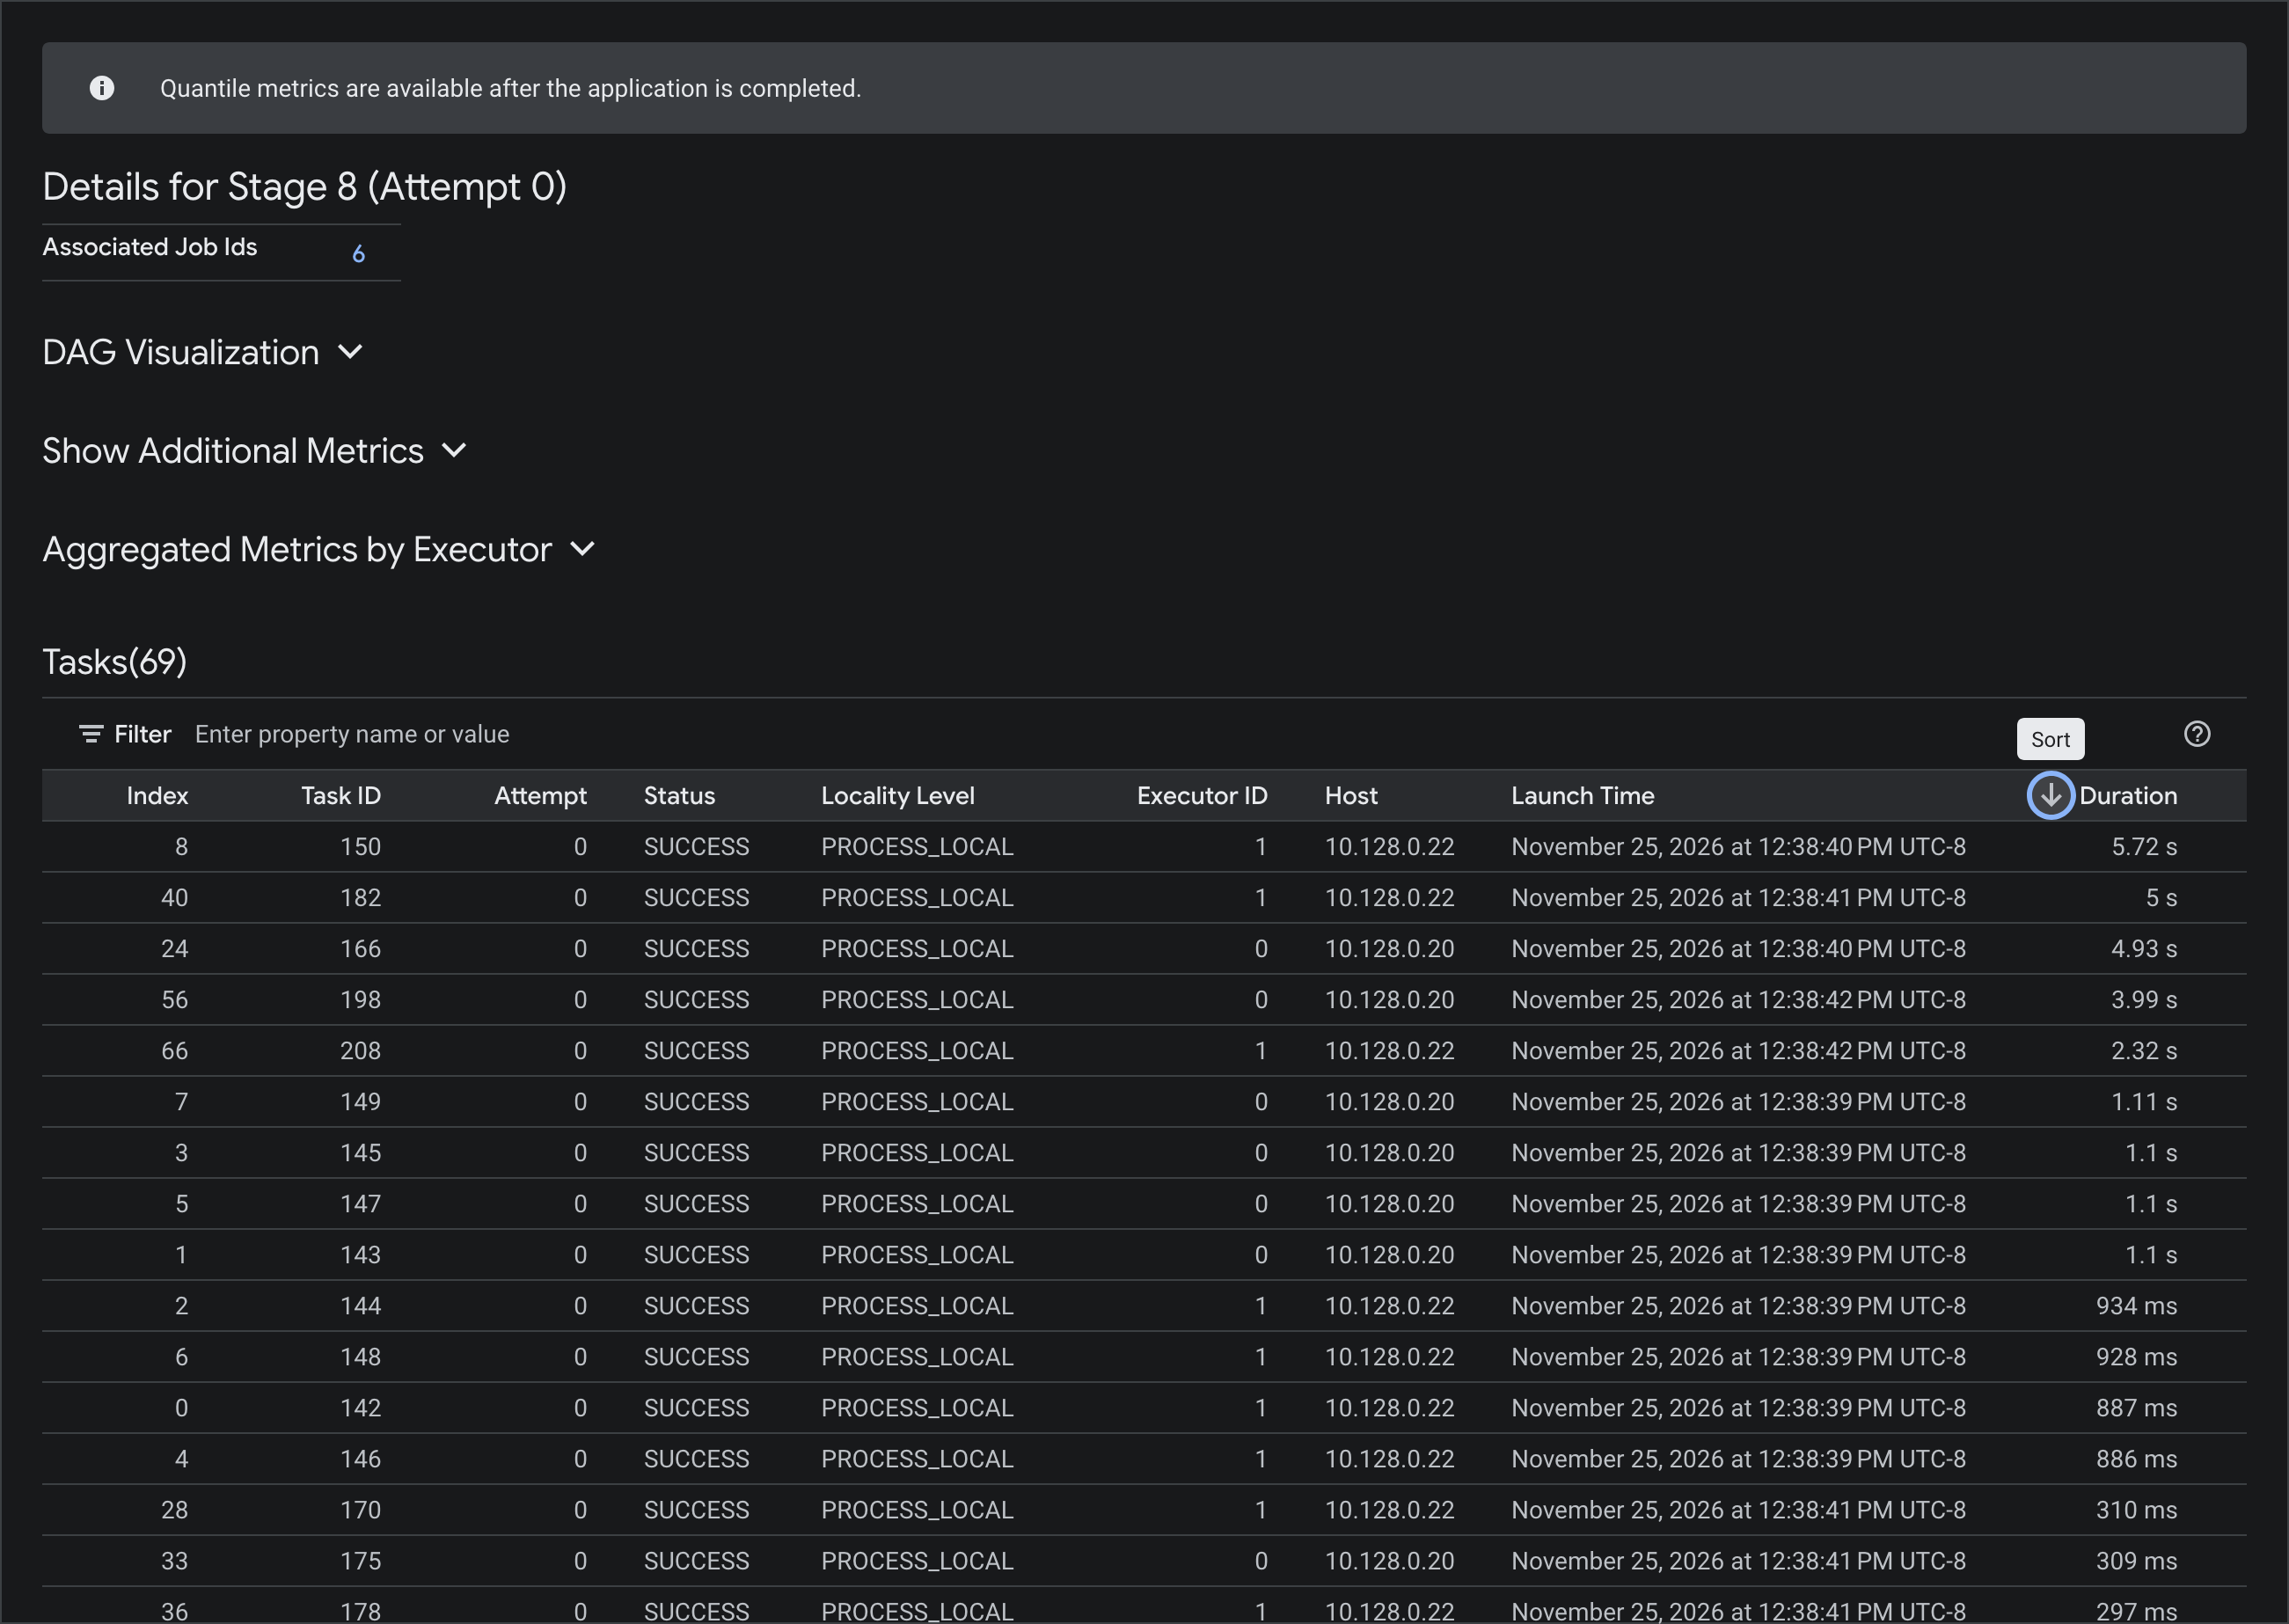 Quantile metrics are available after the application is completed.
Details for Stage 8 (Attempt 0)
Associated Job Ids 6
DAG Visualization
Show Additional Metrics
Aggregated Metrics by Executor
Tasks(69)
Filter Enter property name or value Sort
Index Task ID Attempt Status Locality Level Executor ID Host Launch Time Duration
8 150 0 SUCCESS PROCESS_LOCAL 1 10.128.0.22 November 25, 2026 at 12:38:40 PM UTC-8 5.72 s
40 182 0 SUCCESS PROCESS_LOCAL 1 10.128.0.22 November 25, 2026 at 12:38:41 PM UTC-8 5 s
24 166 0 SUCCESS PROCESS_LOCAL 0 10.128.0.20 November 25, 2026 at 12:38:40 PM UTC-8 4.93 s
56 198 0 SUCCESS PROCESS_LOCAL 0 10.128.0.20 November 25, 2026 at 12:38:42 PM UTC-8 3.99 s
66 208 0 SUCCESS PROCESS_LOCAL 1 10.128.0.22 November 25, 2026 at 12:38:42 PM UTC-8 2.32 s
7 149 0 SUCCESS PROCESS_LOCAL 0 10.128.0.20 November 25, 2026 at 12:38:39 PM UTC-8 1.11 s
3 145 0 SUCCESS PROCESS_LOCAL 0 10.128.0.20 November 25, 2026 at 12:38:39 PM UTC-8 1.1 s
5 147 0 SUCCESS PROCESS_LOCAL 0 10.128.0.20 November 25, 2026 at 12:38:39 PM UTC-8 1.1 s
1 143 0 SUCCESS PROCESS_LOCAL 0 10.128.0.20 November 25, 2026 at 12:38:39 PM UTC-8 1.1 s
2 144 0 SUCCESS PROCESS_LOCAL 1 10.128.0.22 November 25, 2026 at 12:38:39 PM UTC-8 934 ms
6 148 0 SUCCESS PROCESS_LOCAL 1 10.128.0.22 November 25, 2026 at 12:38:39 PM UTC-8 928 ms
0 142 0 SUCCESS PROCESS_LOCAL 1 10.128.0.22 November 25, 2026 at 12:38:39 PM UTC-8 887 ms
4 146 0 SUCCESS PROCESS_LOCAL 1 10.128.0.22 November 25, 2026 at 12:38:39 PM UTC-8 886 ms
28 170 0 SUCCESS PROCESS_LOCAL 1 10.128.0.22 November 25, 2026 at 12:38:41 PM UTC-8 310 ms
33 175 0 SUCCESS PROCESS_LOCAL 0 10.128.0.20 November 25, 2026 at 12:38:41 PM UTC-8 309 ms
36 178 0 SUCCESS PROCESS_LOCAL 1 10.128.0.22 November 25, 2026 at 12:38:41 PM UTC-8 297 ms